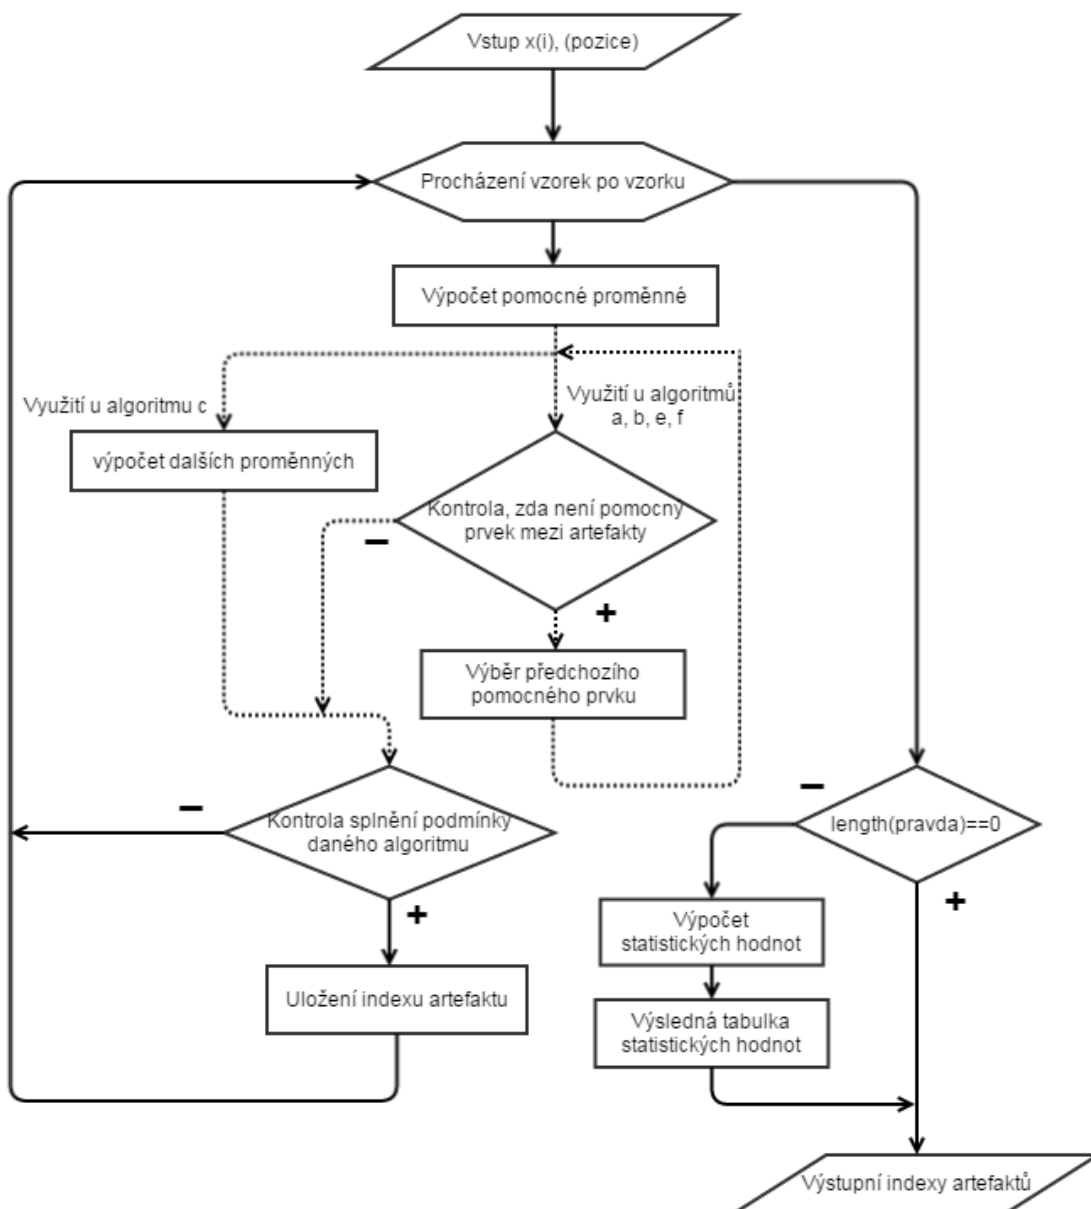 Vstup x(i), (pozice)
Procházení vzorek po vzorku
Výpočet pomocné proměnné
Využití u algoritmu c
Využití u algoritmů
a, b, e, f
výpočet dalších proměnných
Kontrola, zda není pomocný
prvek mezi artefakty
−
+
Výběr předchozího
pomocného prvku
Kontrola splnění podmínky
daného algoritmu
−
+
Uložení indexu artefaktu
−
length(pravda)==0
+
Výpočet
statistických hodnot
Výsledná tabulka
statistických hodnot
Výstupní indexy artefaktů